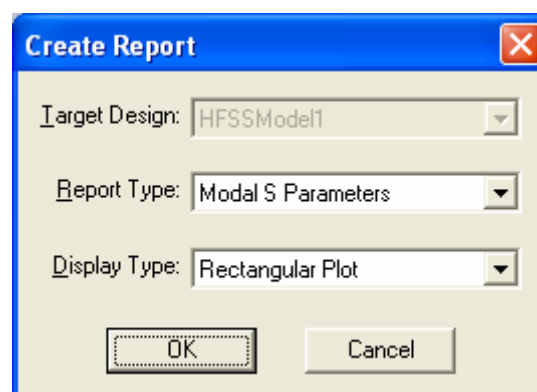 Create Report
Target Design: HFSSModel1
Report Type: Modal S Parameters
Display Type: Rectangular Plot
OK Cancel